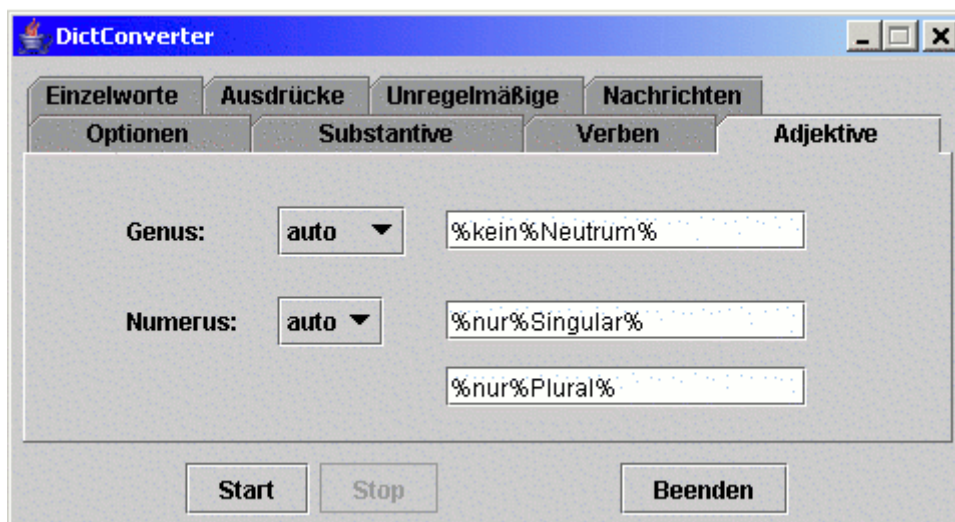 DictConverter
Einzelworte Ausdrücke Unregelmäßige Nachrichten
Optionen Substantive Verben Adjektive
Genus: auto %kein%Neutrum%
Numerus: auto %nur%Singular%
%nur%Plural%
Start Stop Beenden